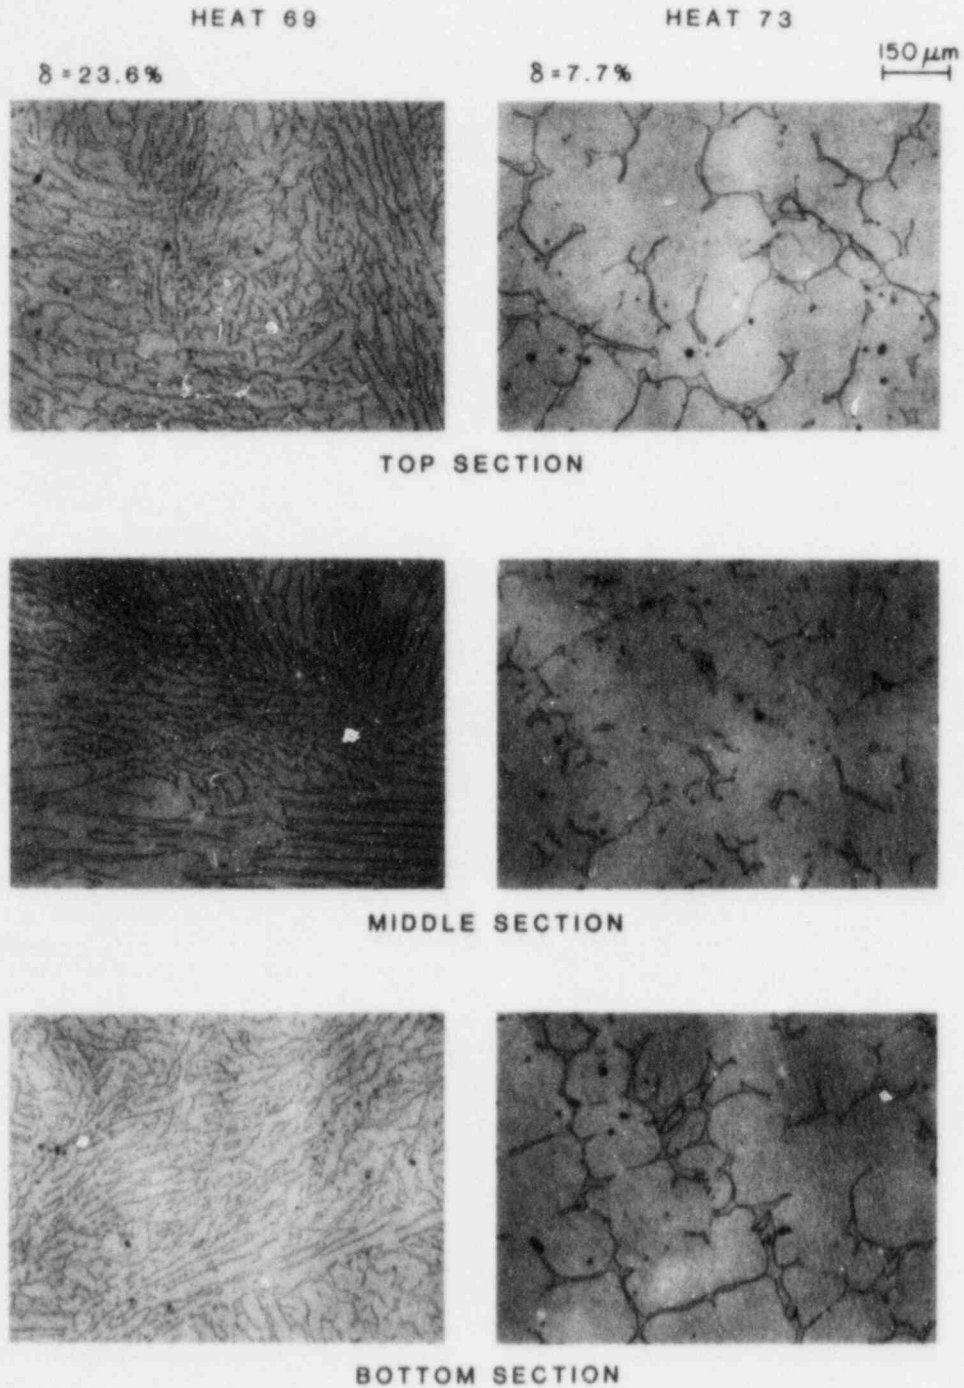 HEAT 69 HEAT 73
δ = 23.6% δ = 7.7% 150 μm
TOP SECTION
MIDDLE SECTION
BOTTOM SECTION